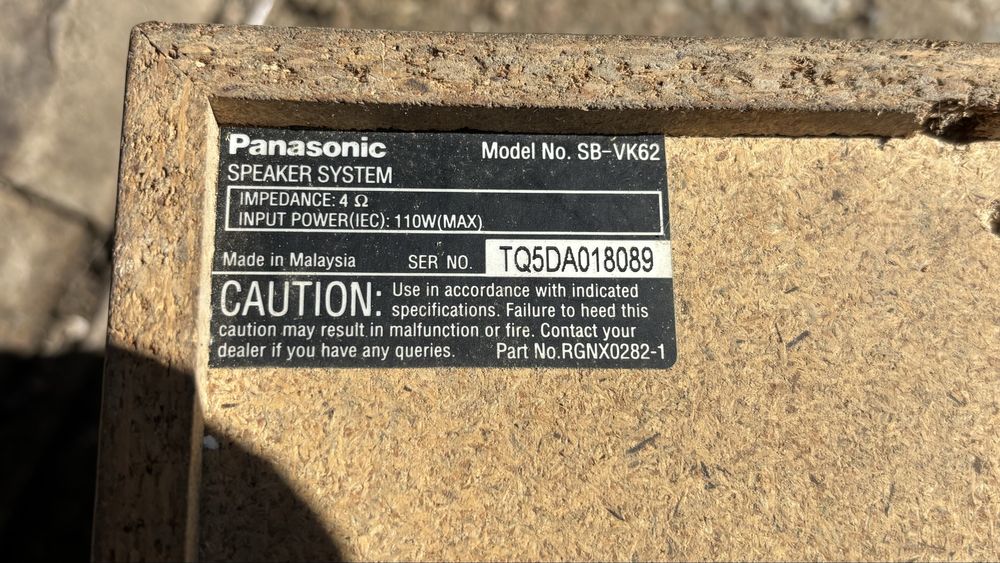 Panasonic Model No. SB-VK62
SPEAKER SYSTEM
IMPEDANCE: 4 Ω
INPUT POWER(IEC): 110W(MAX)
Made in Malaysia SER NO. TQ5DA018089
CAUTION: Use in accordance with indicated
specifications. Failure to heed this
caution may result in malfunction or fire. Contact your
dealer if you have any queries. Part No.RGNX0282-1